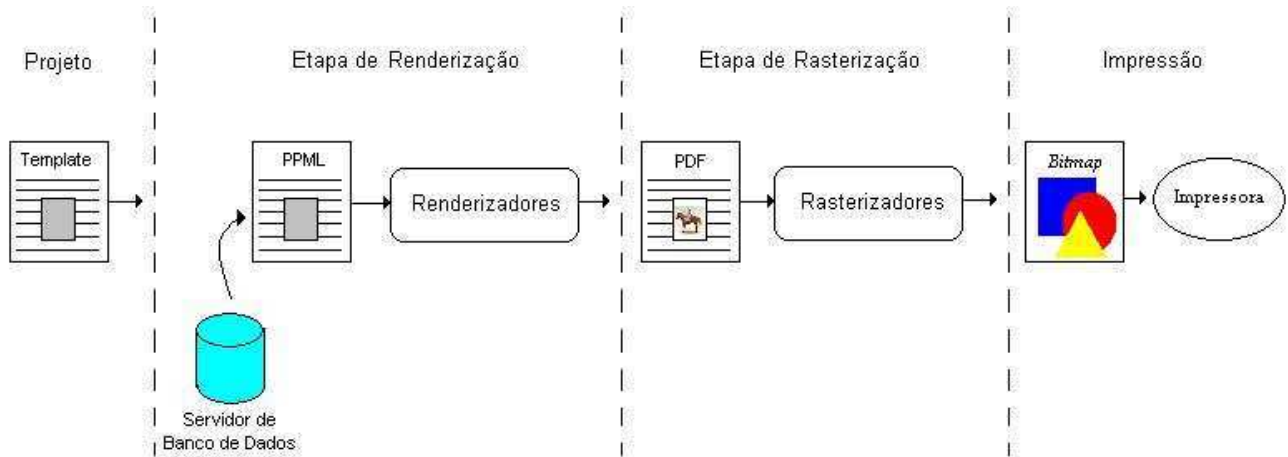 Projeto
Etapa de Renderização
Etapa de Rasterização
Impressão
Template
PPML
Renderizadores
PDF
Rasterizadores
Bitmap
Impressora
Servidor de
Banco de Dados